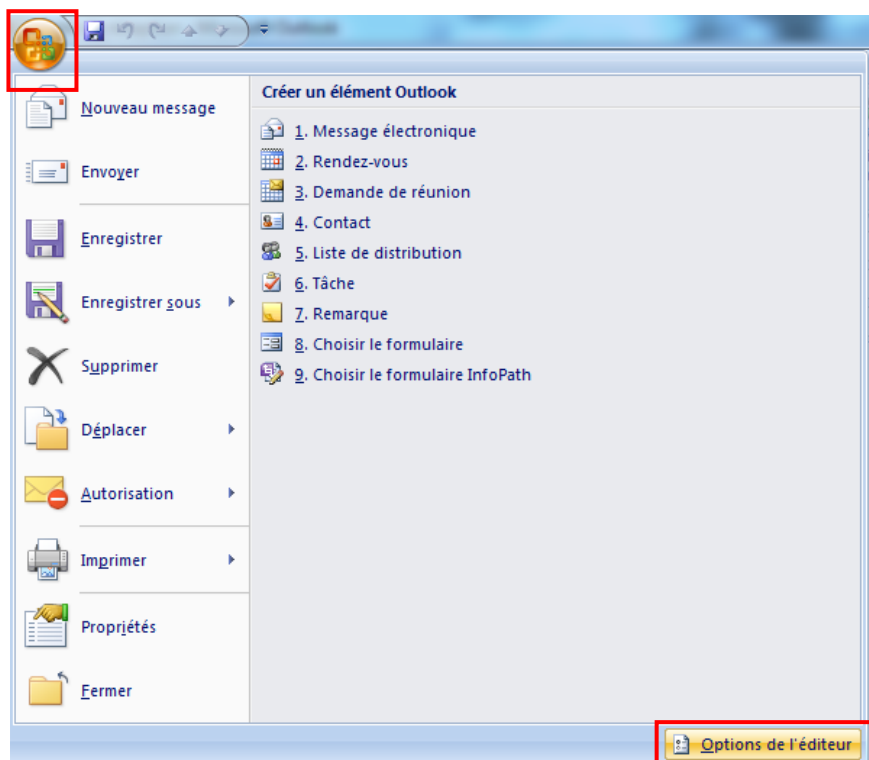 Outlook
Créer un élément Outlook
Nouveau message
Envoyer
Enregistrer
Enregistrer sous
Supprimer
Déplacer
Autorisation
Imprimer
Propriétés
Fermer
1. Message électronique
2. Rendez-vous
3. Demande de réunion
4. Contact
5. Liste de distribution
6. Tâche
7. Remarque
8. Choisir le formulaire
9. Choisir le formulaire InfoPath
Options de l'éditeur